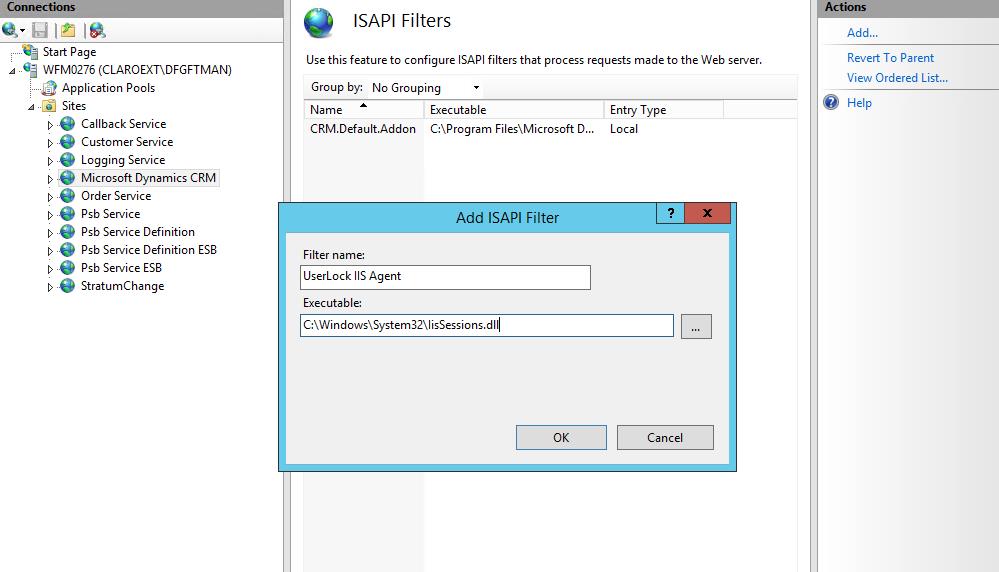 Connections
Start Page
WFM0276 (CLAROEXT\DFGFTMAN)
Application Pools
Sites
Callback Service
Customer Service
Logging Service
Microsoft Dynamics CRM
Order Service
Psb Service
Psb Service Definition
Psb Service Definition ESB
Psb Service ESB
StratumChange
ISAPI Filters
Use this feature to configure ISAPI filters that process requests made to the Web server.
Group by: No Grouping
Name Executable Entry Type
CRM.Default.Addon C:\Program Files\Microsoft D... Local
Add ISAPI Filter
? x
Filter name:
UserLock IIS Agent
Executable:
C:\Windows\System32\IisSessions.dll
...
OK Cancel
Actions
Add...
Revert To Parent
View Ordered List...
? Help